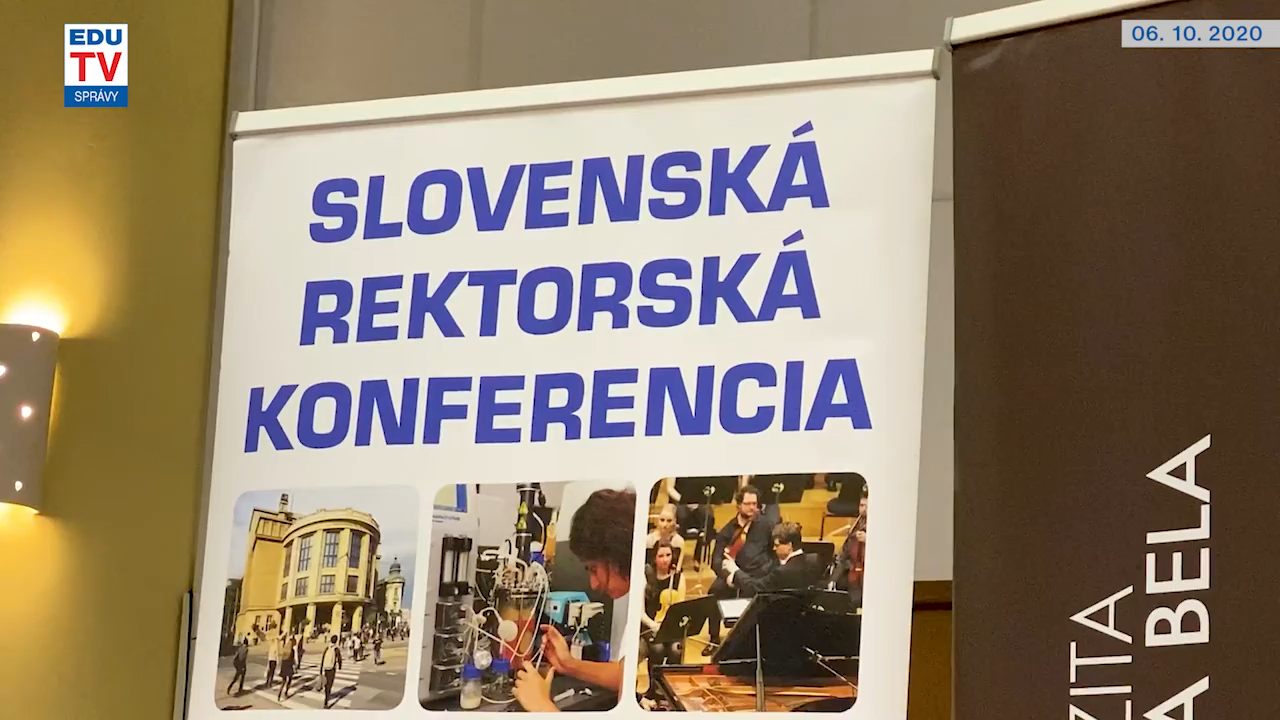 EDU
TV
SPRÁVY
06. 10. 2020
SLOVENSKÁ
REKTORSKÁ
KONFERENCIA
ZITA
A BELA